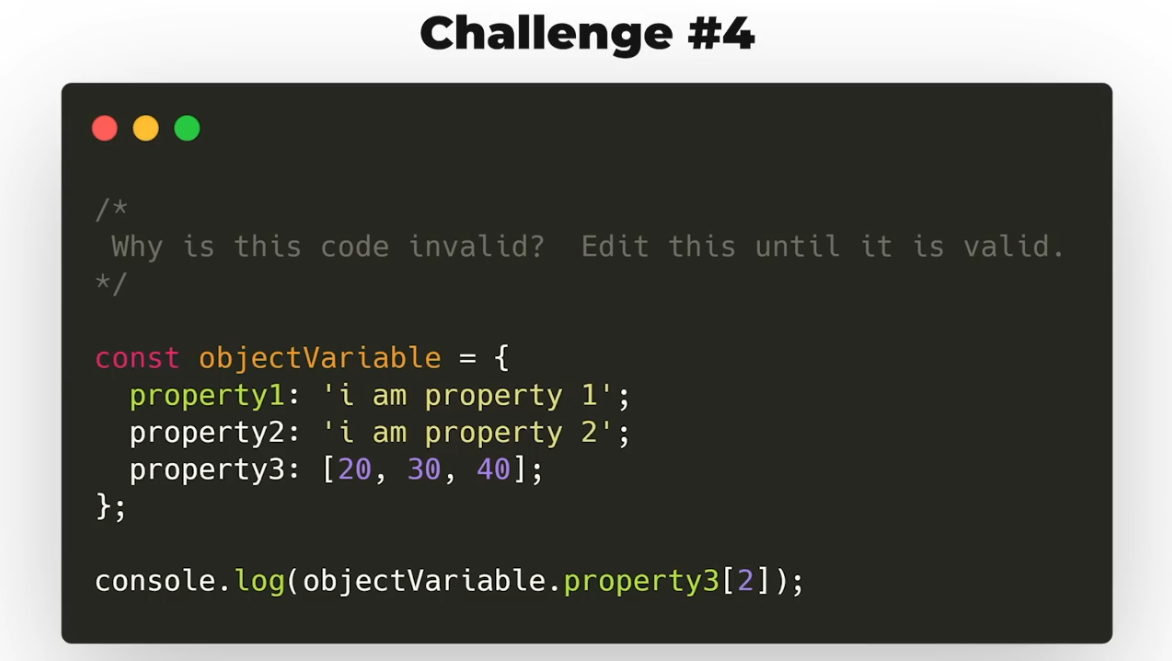 Challenge #4
/*
Why is this code invalid?  Edit this until it is valid.
*/
const objectVariable = {
  property1: 'i am property 1';
  property2: 'i am property 2';
  property3: [20, 30, 40];
};
console.log(objectVariable.property3[2]);